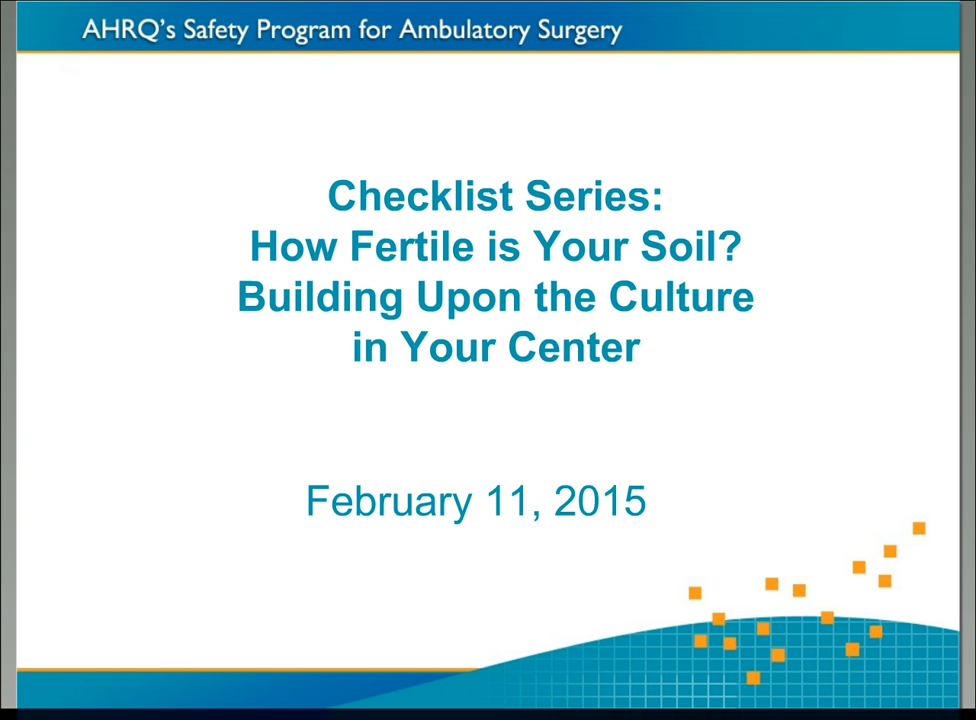 AHRQ's Safety Program for Ambulatory Surgery
Checklist Series:
How Fertile is Your Soil?
Building Upon the Culture
in Your Center
February 11, 2015